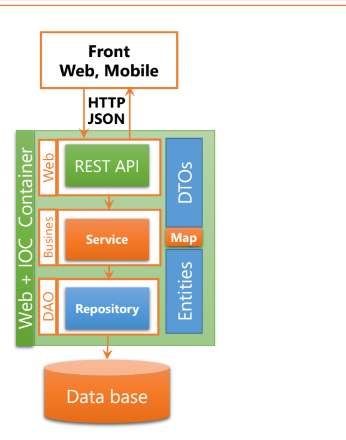 Front
Web, Mobile
HTTP
JSON
Web + IOC Container
Web
REST API
DTOs
Busines
Service
Map
DAO
Repository
Entities
Data base